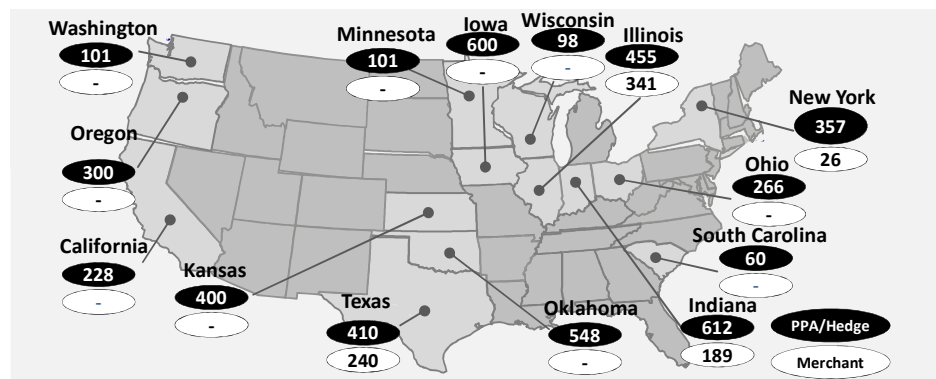 Washington
101
-
Oregon
300
-
California
228
-
Kansas
400
-
Minnesota
101
-
Iowa
600
-
Wisconsin
98
-
Illinois
455
341
New York
357
26
Ohio
266
-
South Carolina
60
-
Texas
410
240
Oklahoma
548
-
Indiana
612
189
PPA/Hedge
Merchant